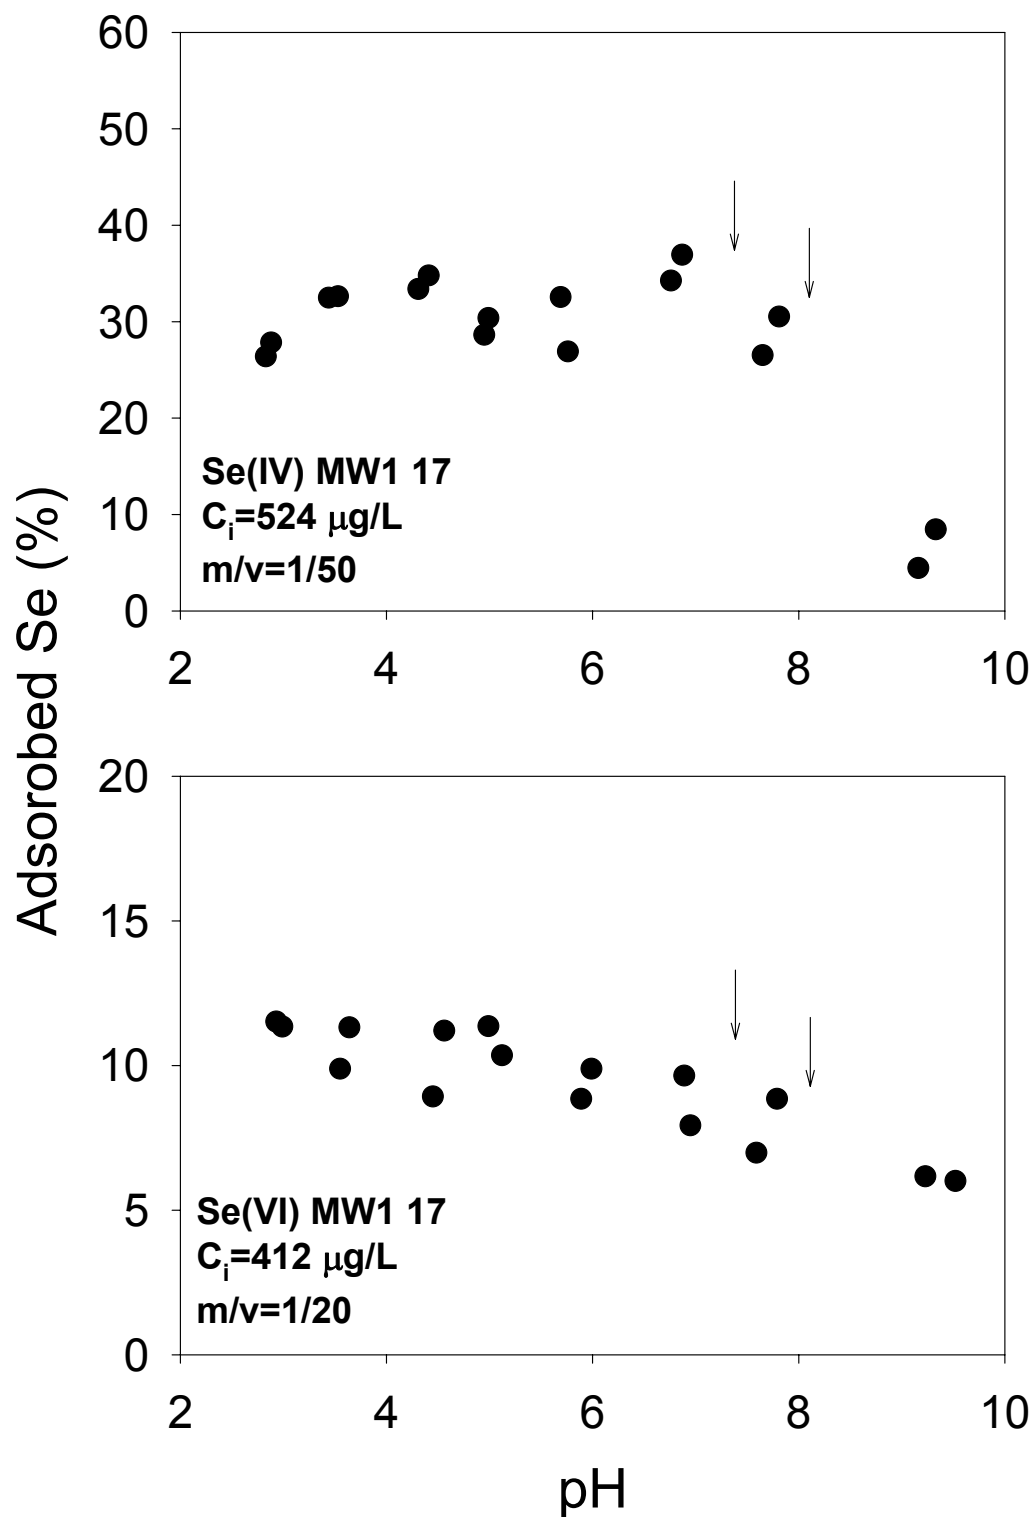 60
50
40
30
20
10
0
Se(IV) MW1 17
Ci=524 μg/L
m/v=1/50
2 4 6 8 10
Adsorobed Se (%)
20
15
10
5
0
Se(VI) MW1 17
Ci=412 μg/L
m/v=1/20
2 4 6 8 10
pH